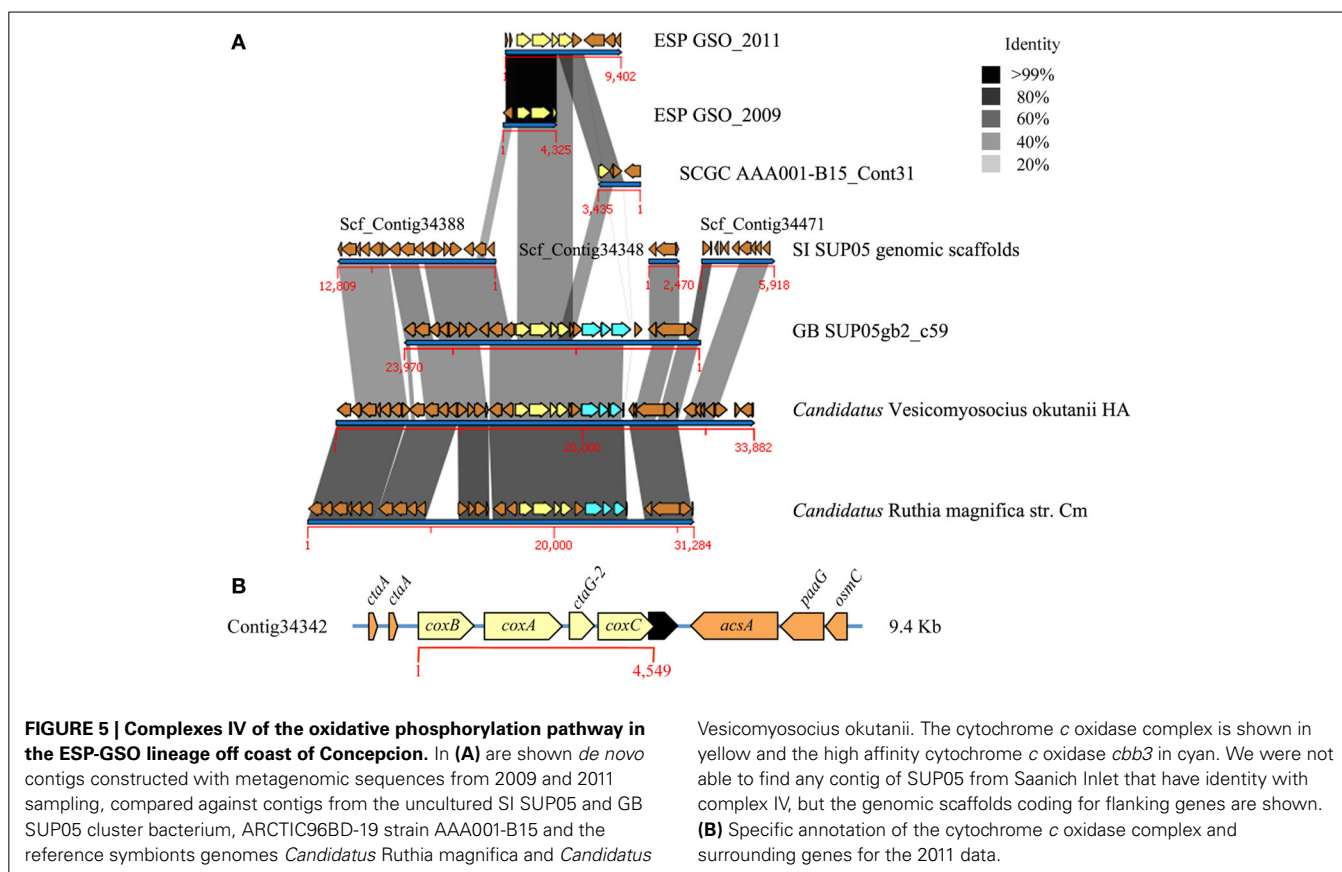 A
ESP GSO_2011
Identity
>99%
80%
60%
40%
20%
9,402
ESP GSO_2009
1
4,325
SCGC AAA001-B15_Cont31
3,435
1
Scf_Contig34388
Scf_Contig34348
Scf_Contig34471
SI SUP05 genomic scaffolds
12,809
1
1
2,470
1
5,918
GB SUP05gb2_c59
23,970
1
Candidatus Vesicomyosocius okutanii HA
1
20,000
33,882
Candidatus Ruthia magnifica str. Cm
1
20,000
31,284
B
ctaA
ctaA
ctaG-2
paaG
osmC
Contig34342
coxB
coxA
coxC
acsA
9.4 Kb
1
4,549
FIGURE 5 | Complexes IV of the oxidative phosphorylation pathway in
the ESP-GSO lineage off coast of Concepcion. In (A) are shown de novo
contigs constructed with metagenomic sequences from 2009 and 2011
sampling, compared against contigs from the uncultured SI SUP05 and GB
SUP05 cluster bacterium, ARCTIC96BD-19 strain AAA001-B15 and the
reference symbionts genomes Candidatus Ruthia magnifica and Candidatus
Vesicomyosocius okutanii. The cytochrome c oxidase complex is shown in
yellow and the high affinity cytochrome c oxidase cbb3 in cyan. We were not
able to find any contig of SUP05 from Saanich Inlet that have identity with
complex IV, but the genomic scaffolds coding for flanking genes are shown.
(B) Specific annotation of the cytochrome c oxidase complex and
surrounding genes for the 2011 data.